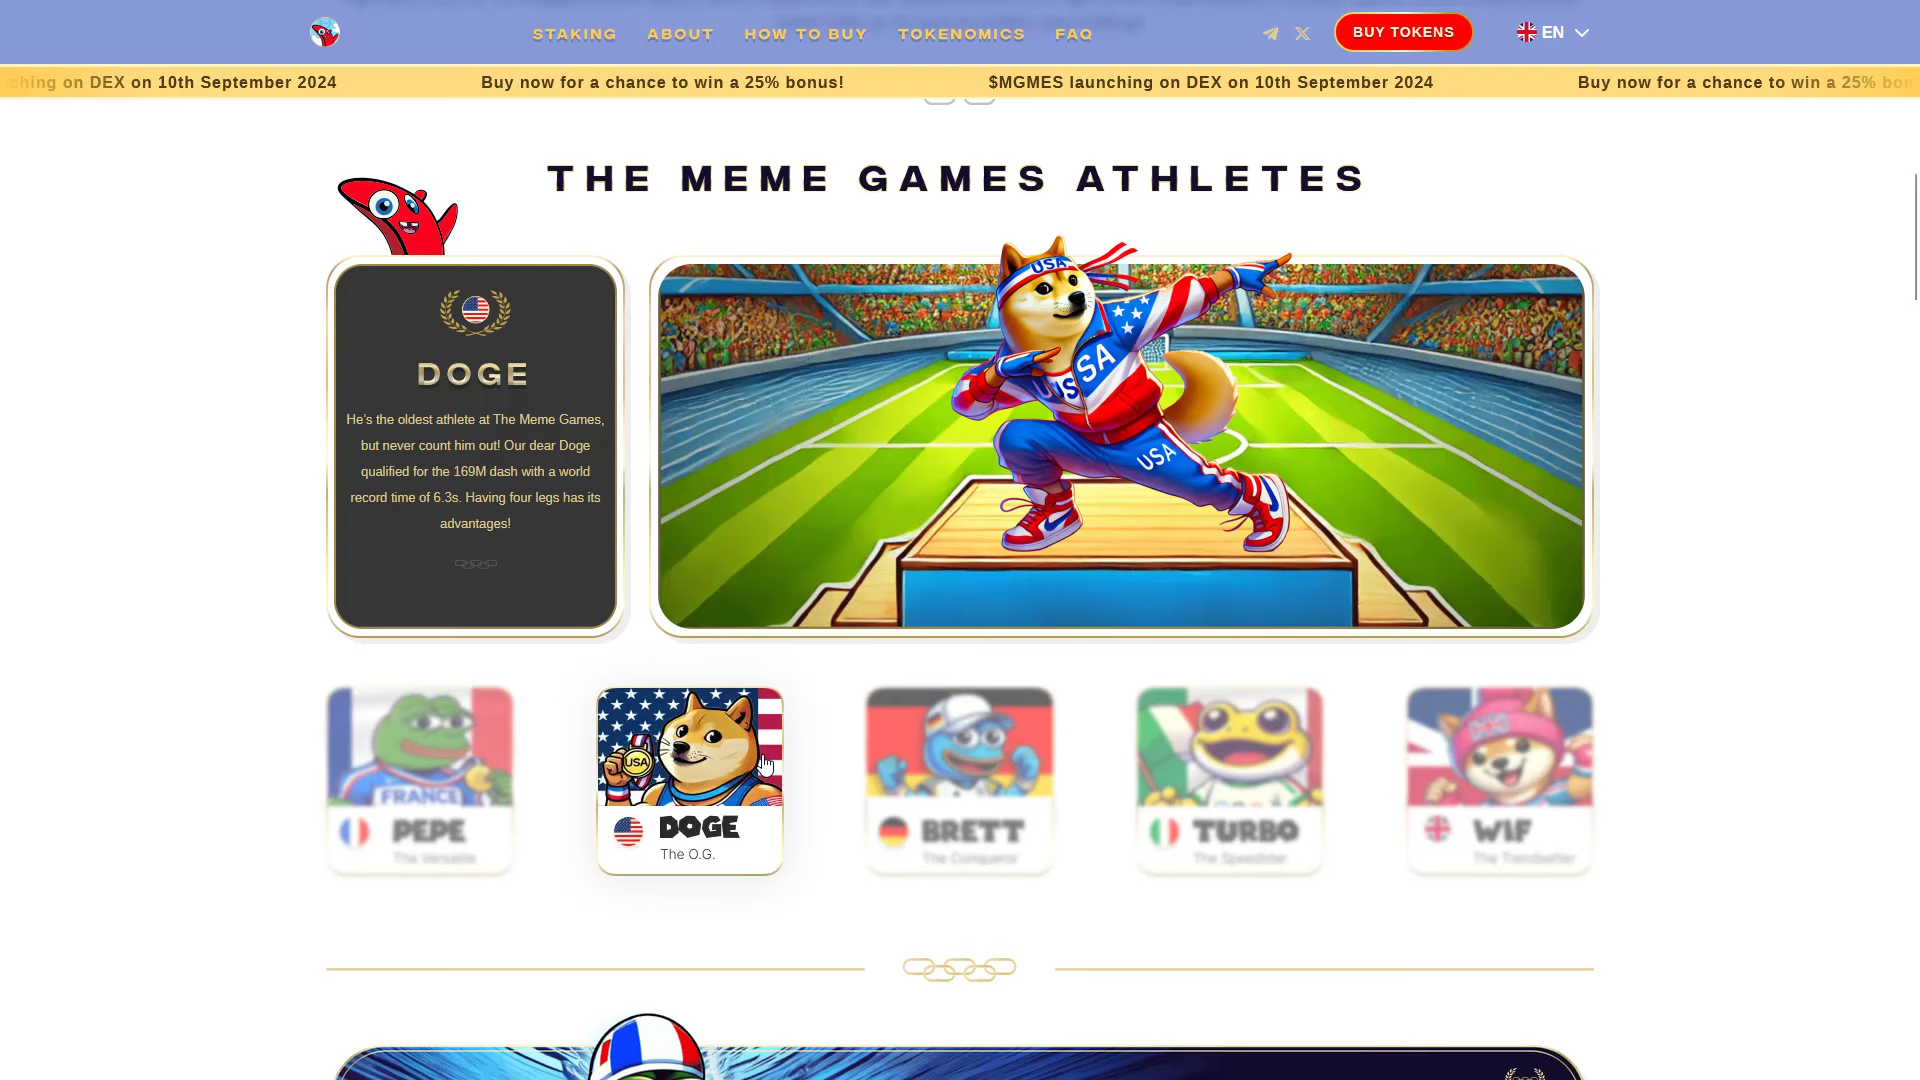 STAKING
ABOUT
HOW TO BUY
TOKENOMICS
FAQ
BUY TOKENS
EN
ching on DEX on 10th September 2024
Buy now for a chance to win a 25% bonus!
$MGMES launching on DEX on 10th September 2024
Buy now for a chance to win a 25% bon
THE MEME GAMES ATHLETES
DOGE
He's the oldest athlete at The Meme Games,
but never count him out! Our dear Doge
qualified for the 169M dash with a world
record time of 6.3s. Having four legs has its
advantages!
USA
USA
USA
USA
FRANCE
PEPE
The Versatile
USA
DOGE
The O.G.
BRETT
The Conqueror
TURBO
The Speedster
WIF
The Trendsetter